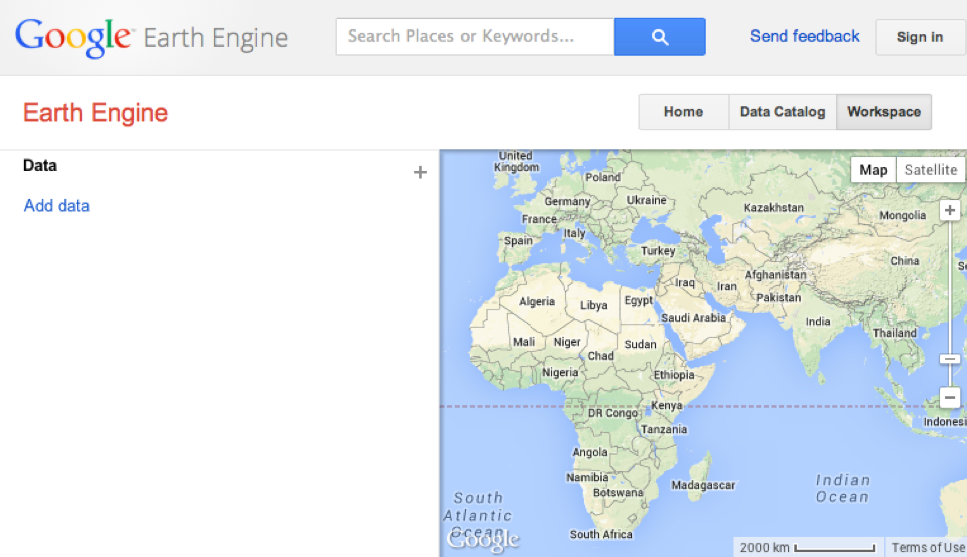 Google Earth Engine
Search Places or Keywords...
Send feedback
Sign in
Earth Engine
Home
Data Catalog
Workspace
Data
+
Add data
Map
Satellite
United
Kingdom
Poland
Germany
Ukraine
Kazakhstan
Mongolia
France
Italy
Spain
Turkey
China
Afghanistan
Iraq
Iran
Pakistan
Algeria
Libya
Egypt
Saudi Arabia
India
Thailand
Mali
Niger
Sudan
Chad
Nigeria
Ethiopia
Kenya
DR Congo
Indonesi
Tanzania
Angola
Namibia
Botswana
Madagascar
Indian
Ocean
South
Atlantic
Ocean
Google
South Africa
2000 km
Terms of Use